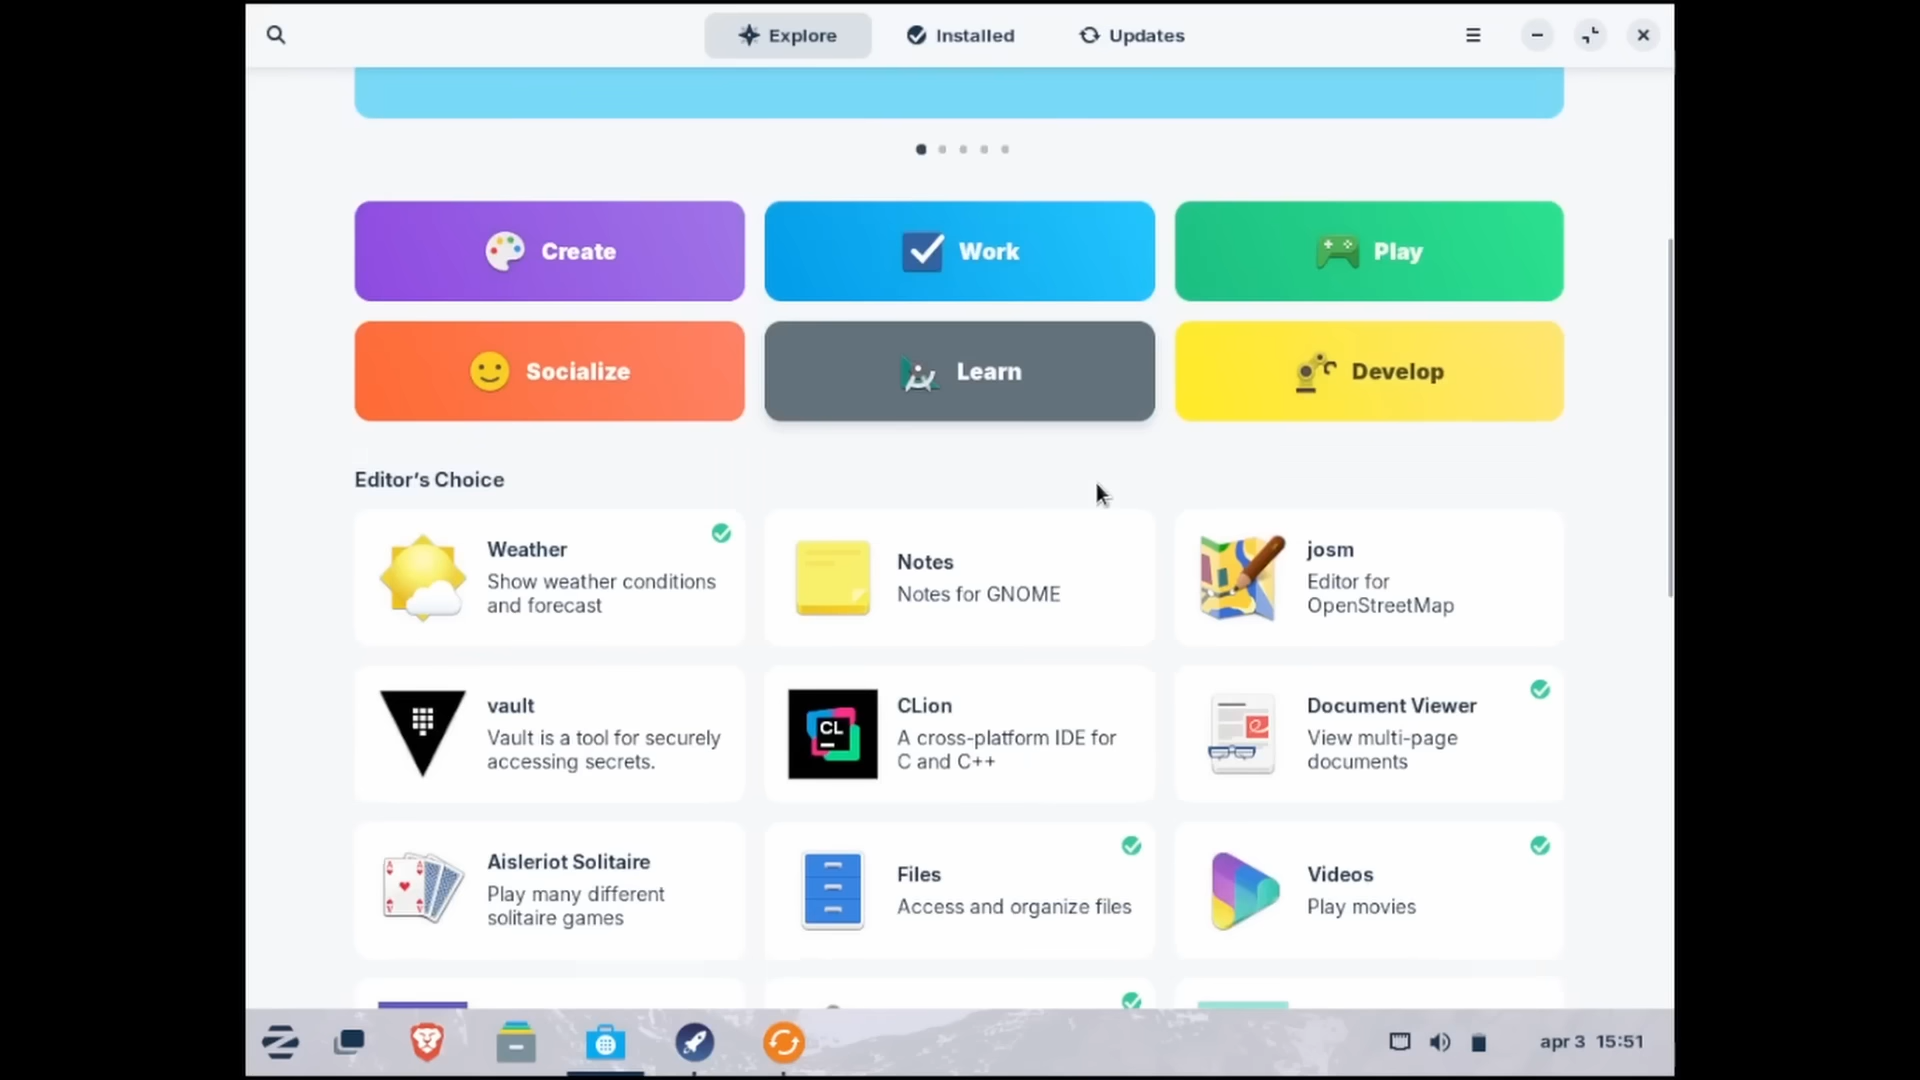 Explore Installed Updates
Create Work Play
Socialize Learn Develop
Editor’s Choice
Weather
Show weather conditions
and forecast
Notes
Notes for GNOME
josm
Editor for
OpenStreetMap
vault
Vault is a tool for securely
accessing secrets.
CL
CLion
A cross-platform IDE for
C and C++
Document Viewer
View multi-page
documents
Aisleriot Solitaire
Play many different
solitaire games
Files
Access and organize files
Videos
Play movies
apr 3 15:51